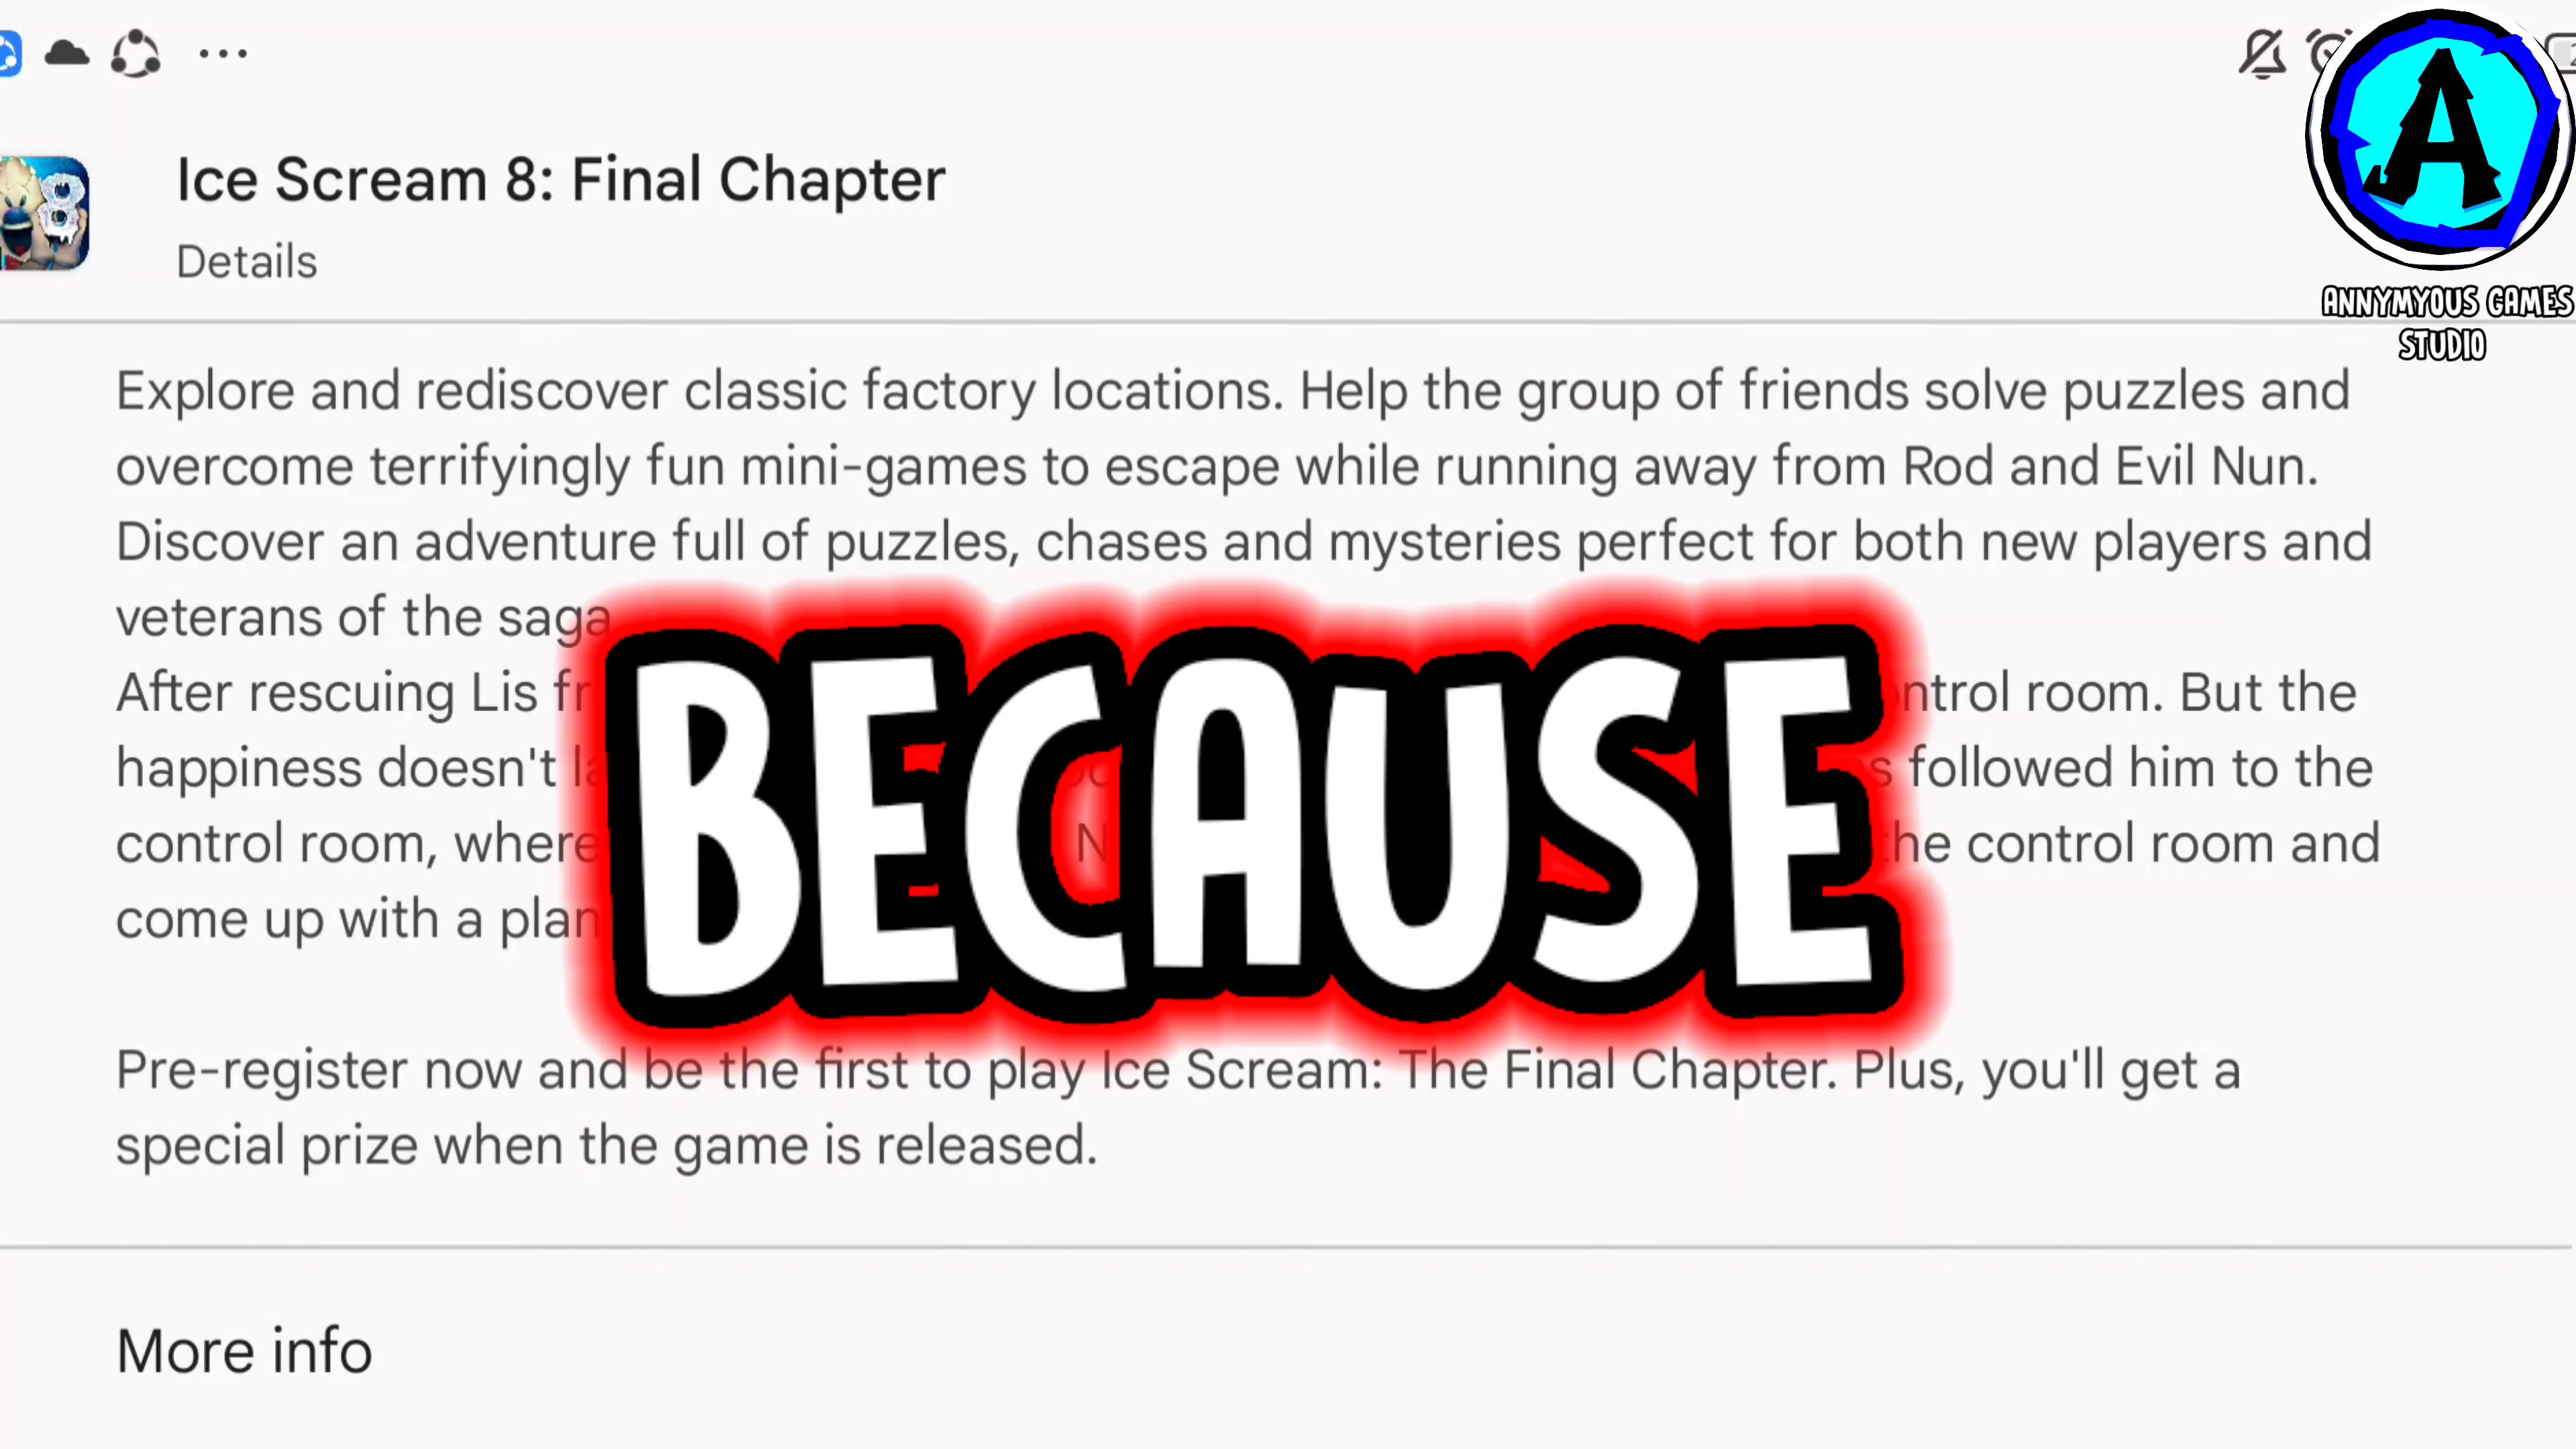 Ice Scream 8: Final Chapter
Details
ANNYMYOUS GAMES
STUDIO
Explore and rediscover classic factory locations. Help the group of friends solve puzzles and
overcome terrifyingly fun mini-games to escape while running away from Rod and Evil Nun.
Discover an adventure full of puzzles, chases and mysteries perfect for both new players and
veterans of the saga
After rescuing Lis control room. But the
happiness doesn't followed him to the
control room, where the control room and
come up with a plan
BECAUSE
Pre-register now and be the first to play Ice Scream: The Final Chapter. Plus, you'll get a
special prize when the game is released.
More info